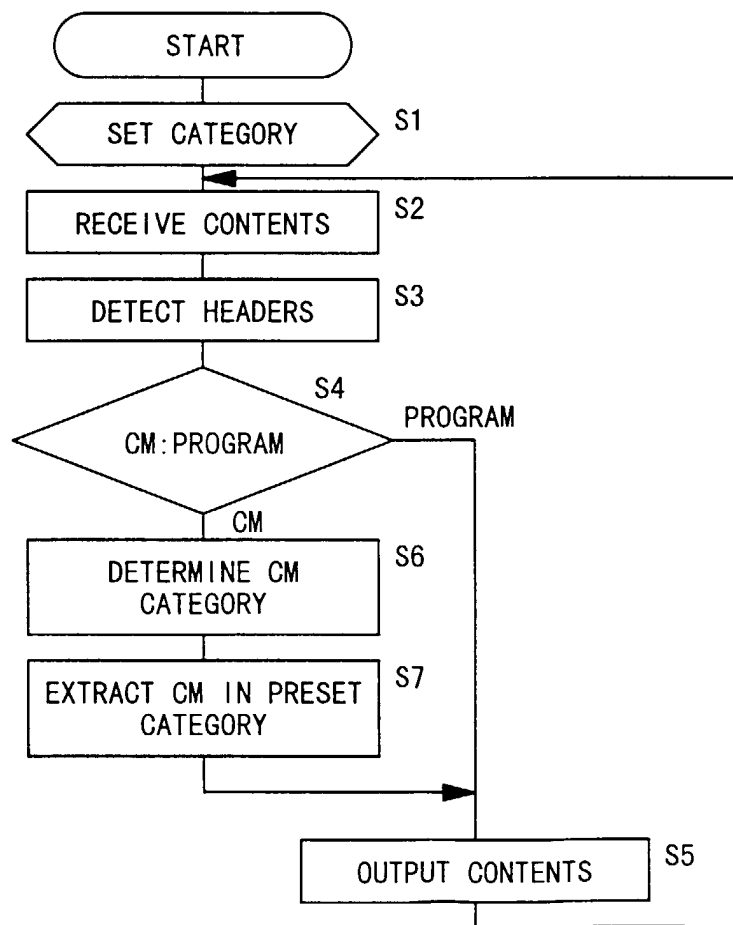 START
SET CATEGORY
S1
RECEIVE CONTENTS
S2
DETECT HEADERS
S3
S4
CM:PROGRAM
PROGRAM
CM
DETERMINE CM
CATEGORY
S6
EXTRACT CM IN PRESET
CATEGORY
S7
OUTPUT CONTENTS
S5